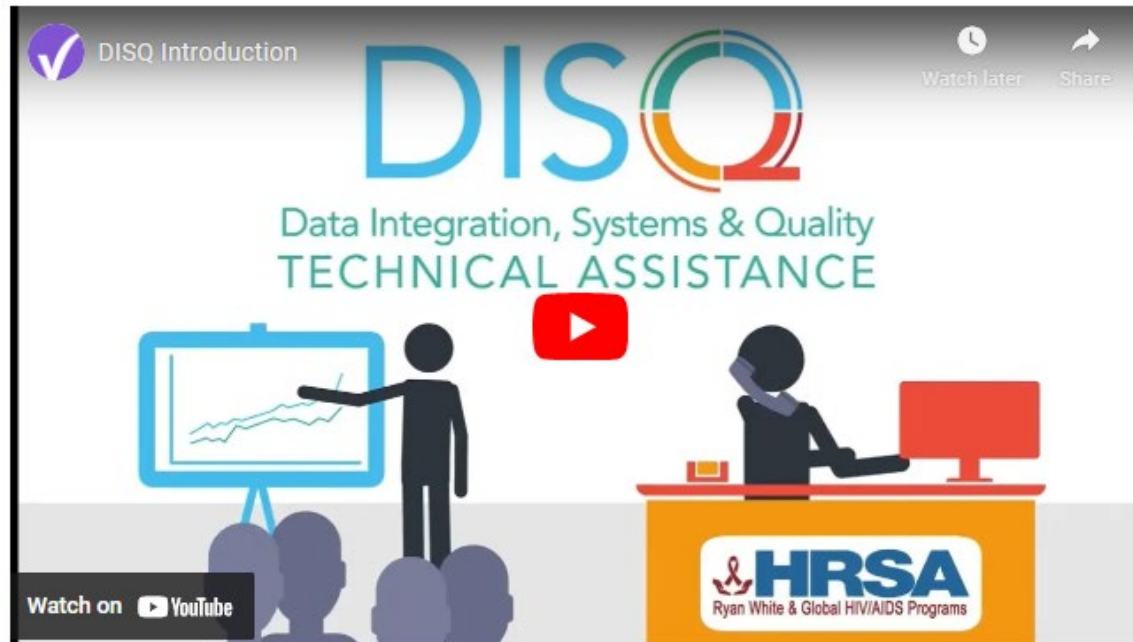 DISQ Introduction
Watch later
Share
DISQ
Data Integration, Systems & Quality
TECHNICAL ASSISTANCE
HRSA
Ryan White & Global HIV/AIDS Programs
Watch on YouTube